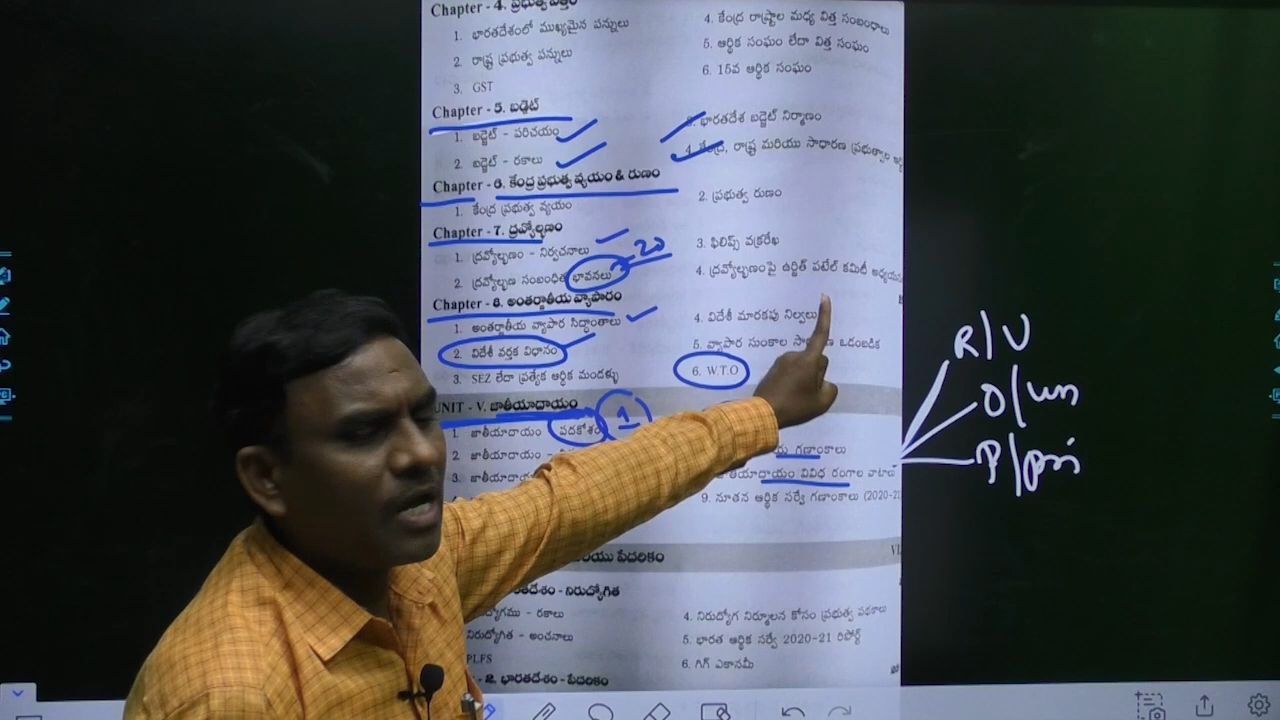 Chapter - 4. ప్రభుత్వ విత్తం
1. భారతదేశంలో ముఖ్యమైన పన్నులు
2. రాష్ట్ర ప్రభుత్వ పన్నులు
3. GST
4. కేంద్ర రాష్ట్రాల మధ్య విత్త సంబంధాలు
5. ఆర్థిక సంఘం లేదా విత్త సంఘం
6. 15వ ఆర్థిక సంఘం
Chapter - 5. బడ్జెట్
1. బడ్జెట్ - పరిచయం
2. బడ్జెట్ - రకాలు
3. భారతదేశ బడ్జెట్ నిర్మాణం
4. కేంద్ర, రాష్ట్ర మరియు సాధారణ ప్రభుత్వాల
Chapter - 6. కేంద్ర ప్రభుత్వ వ్యయం & రుణం
1. కేంద్ర ప్రభుత్వ వ్యయం
2. ప్రభుత్వ రుణం
Chapter - 7. ద్రవ్యోల్బణం
1. ద్రవ్యోల్బణం - నిర్వచనాలు
2. ద్రవ్యోల్బణ సంబంధిత భావనలు
20
3. ఫిలిప్స్ వక్రరేఖ
4. ద్రవ్యోల్బణంపై ఉర్జిత్ పటేల్ కమిటీ
Chapter - 8. అంతర్జాతీయ వ్యాపారం
1. అంతర్జాతీయ వ్యాపార సిద్ధాంతాలు
2. విదేశీ వర్తక విధానం
3. SEZ లేదా ప్రత్యేక ఆర్థిక మండళ్ళు
4. విదేశీ మారకపు నిల్వలు
5. వ్యాపార సుంకాల ఒడంబడిక
6. W.T.O
UNIT - V. జాతీయాదాయం
1
1. జాతీయాదాయం పదకోశం
2. జాతీయాదాయం -
3. జాతీయాదాయ
గణాంకాలు
వివిధ రంగాల వాటాలు
9. నూతన ఆర్థిక సర్వే గణాంకాలు (2020-21
R/U
O/un
P/pri
మరియు పేదరికం
- నిరుద్యోగిత
- రకాలు
నిరుద్యోగిత - అంచనాలు
PLFS
4. నిరుద్యోగ నిర్మూలన కోసం ప్రభుత్వ పథకాలు
5. భారత ఆర్థిక సర్వే 2020-21 రిపోర్ట్
6. గిగ్ ఎకానమీ
- 2. భారతదేశం - పేదరికం